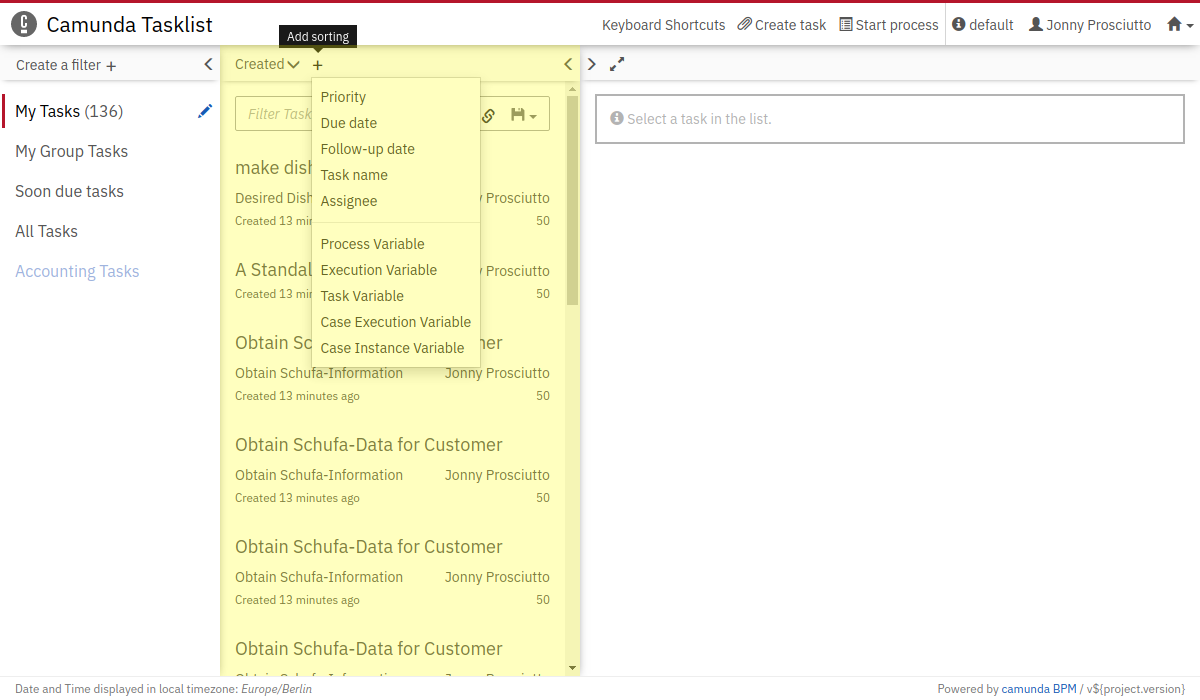 Camunda Tasklist
Add sorting
Keyboard Shortcuts
Create task
Start process
default
Jonny Prosciutto
Create a filter +
Created
+
My Tasks (136)
My Group Tasks
Soon due tasks
All Tasks
Accounting Tasks
Filter Task
Priority
Due date
Follow-up date
Task name
Assignee
Process Variable
Execution Variable
Task Variable
Case Execution Variable
Case Instance Variable
make dish
Desired Dish
Prosciutto
Created 13 min
50
A Standal
Prosciutto
Created 13 min
50
Obtain Sc
er
Obtain Schufa-Information
Jonny Prosciutto
Created 13 minutes ago
50
Obtain Schufa-Data for Customer
Obtain Schufa-Information
Jonny Prosciutto
Created 13 minutes ago
50
Obtain Schufa-Data for Customer
Obtain Schufa-Information
Jonny Prosciutto
Created 13 minutes ago
50
Obtain Schufa-Data for Customer
Select a task in the list.
Date and Time displayed in local timezone: Europe/Berlin
Powered by camunda BPM / v${project.version}